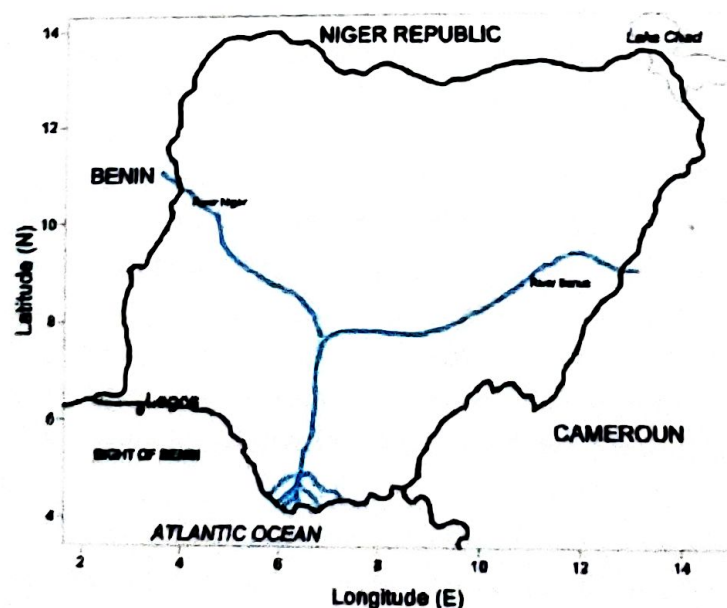 NIGER REPUBLIC
Lake Chad
14
12
BENIN
River Niger
10
River Benue
Latitude (N)
8
Lagos
6
CAMEROUN
BIGHT OF BENIN
4
ATLANTIC OCEAN
2 4 6 8 10 12 14
Longitude (E)